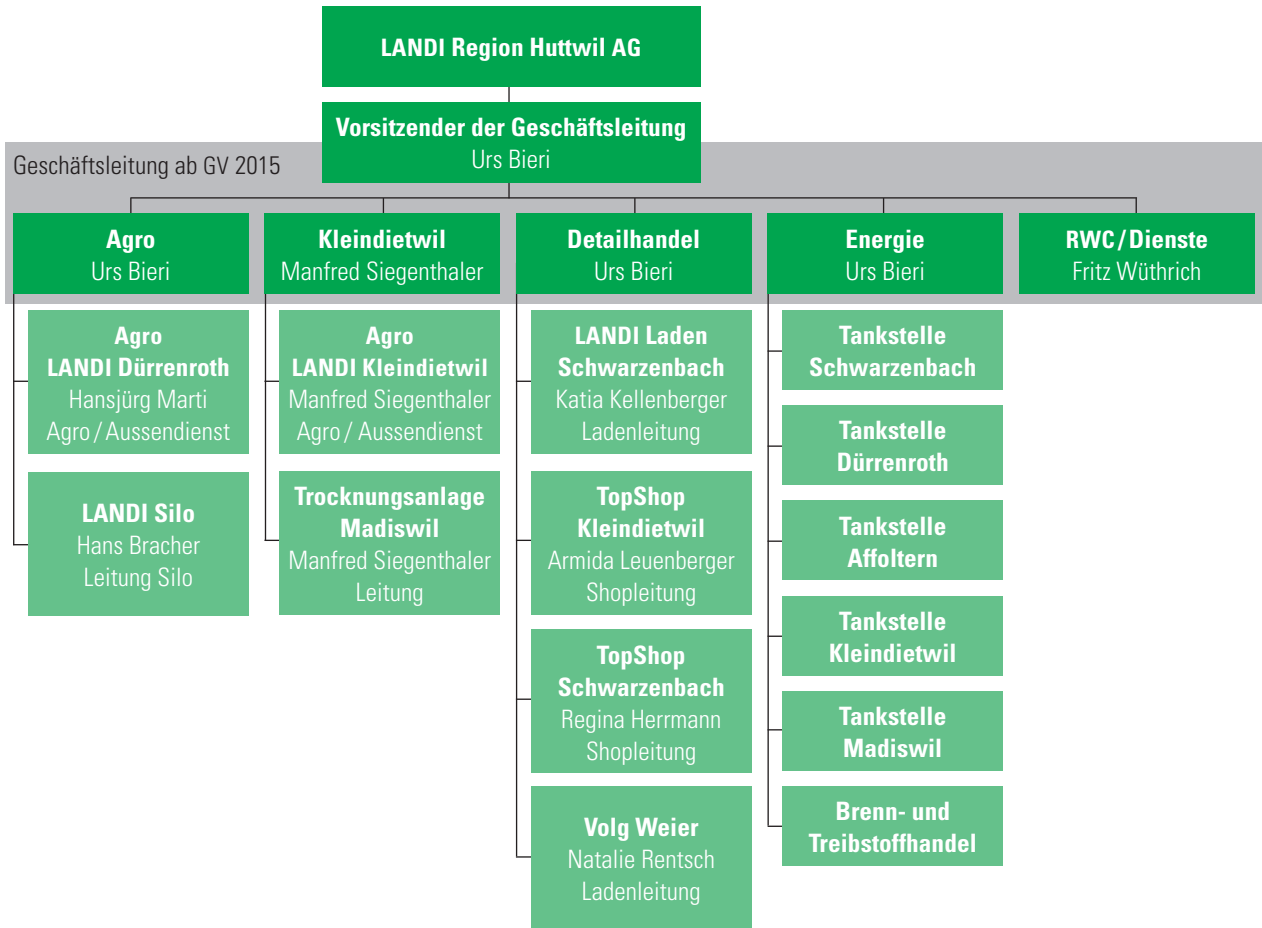 LANDI Region Huttwil AG
Vorsitzender der Geschäftsleitung
Urs Bieri
Geschäftsleitung ab GV 2015
Agro
Urs Bieri
Kleindietwil
Manfred Siegenthaler
Detailhandel
Urs Bieri
Energie
Urs Bieri
RWC/Dienste
Fritz Wüthrich
Agro
LANDI Dürrenroth
Hansjürg Marti
Agro/Aussendienst
LANDI Silo
Hans Bracher
Leitung Silo
Agro
LANDI Kleindietwil
Manfred Siegenthaler
Agro/ Aussendienst
Trocknungsanlage
Madiswil
Manfred Siegenthaler
Leitung
LANDI Laden
Schwarzenbach
Katia Kellenberger
Ladenleitung
TopShop
Kleindietwil
Armida Leuenberger
Shopleitung
TopShop
Schwarzenbach
Regina Herrmann
Shopleitung
Volg Weier
Natalie Rentsch
Ladenleitung
Tankstelle
Schwarzenbach
Tankstelle
Dürrenroth
Tankstelle
Affoltern
Tankstelle
Kleindietwil
Tankstelle
Madiswil
Brenn- und
Treibstoffhandel